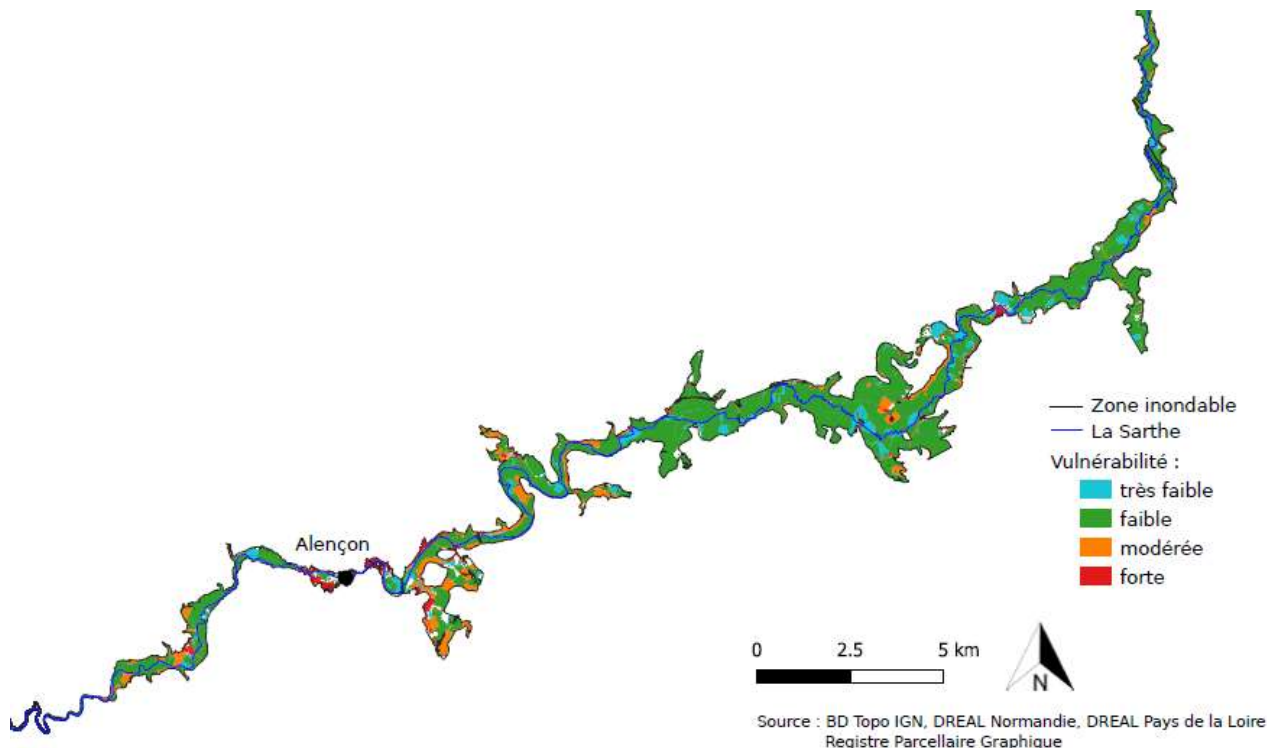 Zone inondable
La Sarthe
Vulnérabilité :
très faible
faible
modérée
forte
Alençon
0 2.5 5 km
N
Source : BD Topo IGN, DREAL Normandie, DREAL Pays de la Loire
Registre Parcellaire Graphique